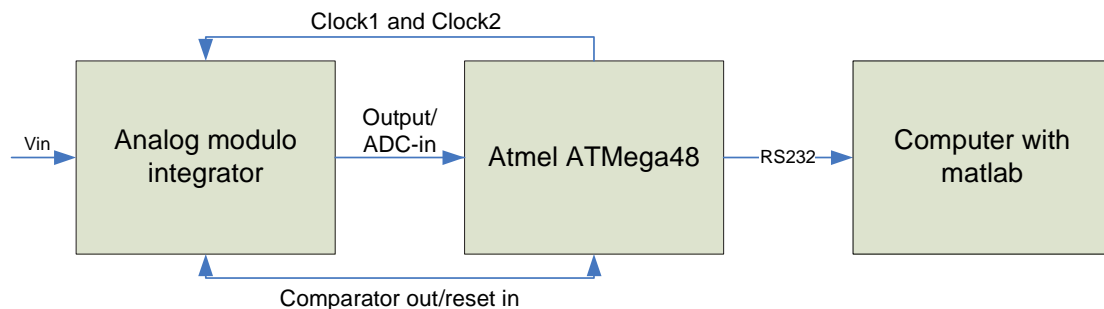 Clock1 and Clock2
Vin
Analog modulo
integrator
Output/
ADC-in
Atmel ATMega48
RS232
Computer with
matlab
Comparator out/reset in